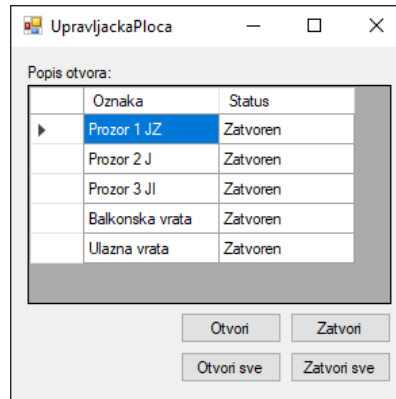 UpravljackaPloca
Popis otvora:
Oznaka Status
Prozor 1 JZ Zatvoren
Prozor 2 J Zatvoren
Prozor 3 JI Zatvoren
Balkonska vrata Zatvoren
Ulazna vrata Zatvoren
Otvori Zatvori
Otvori sve Zatvori sve